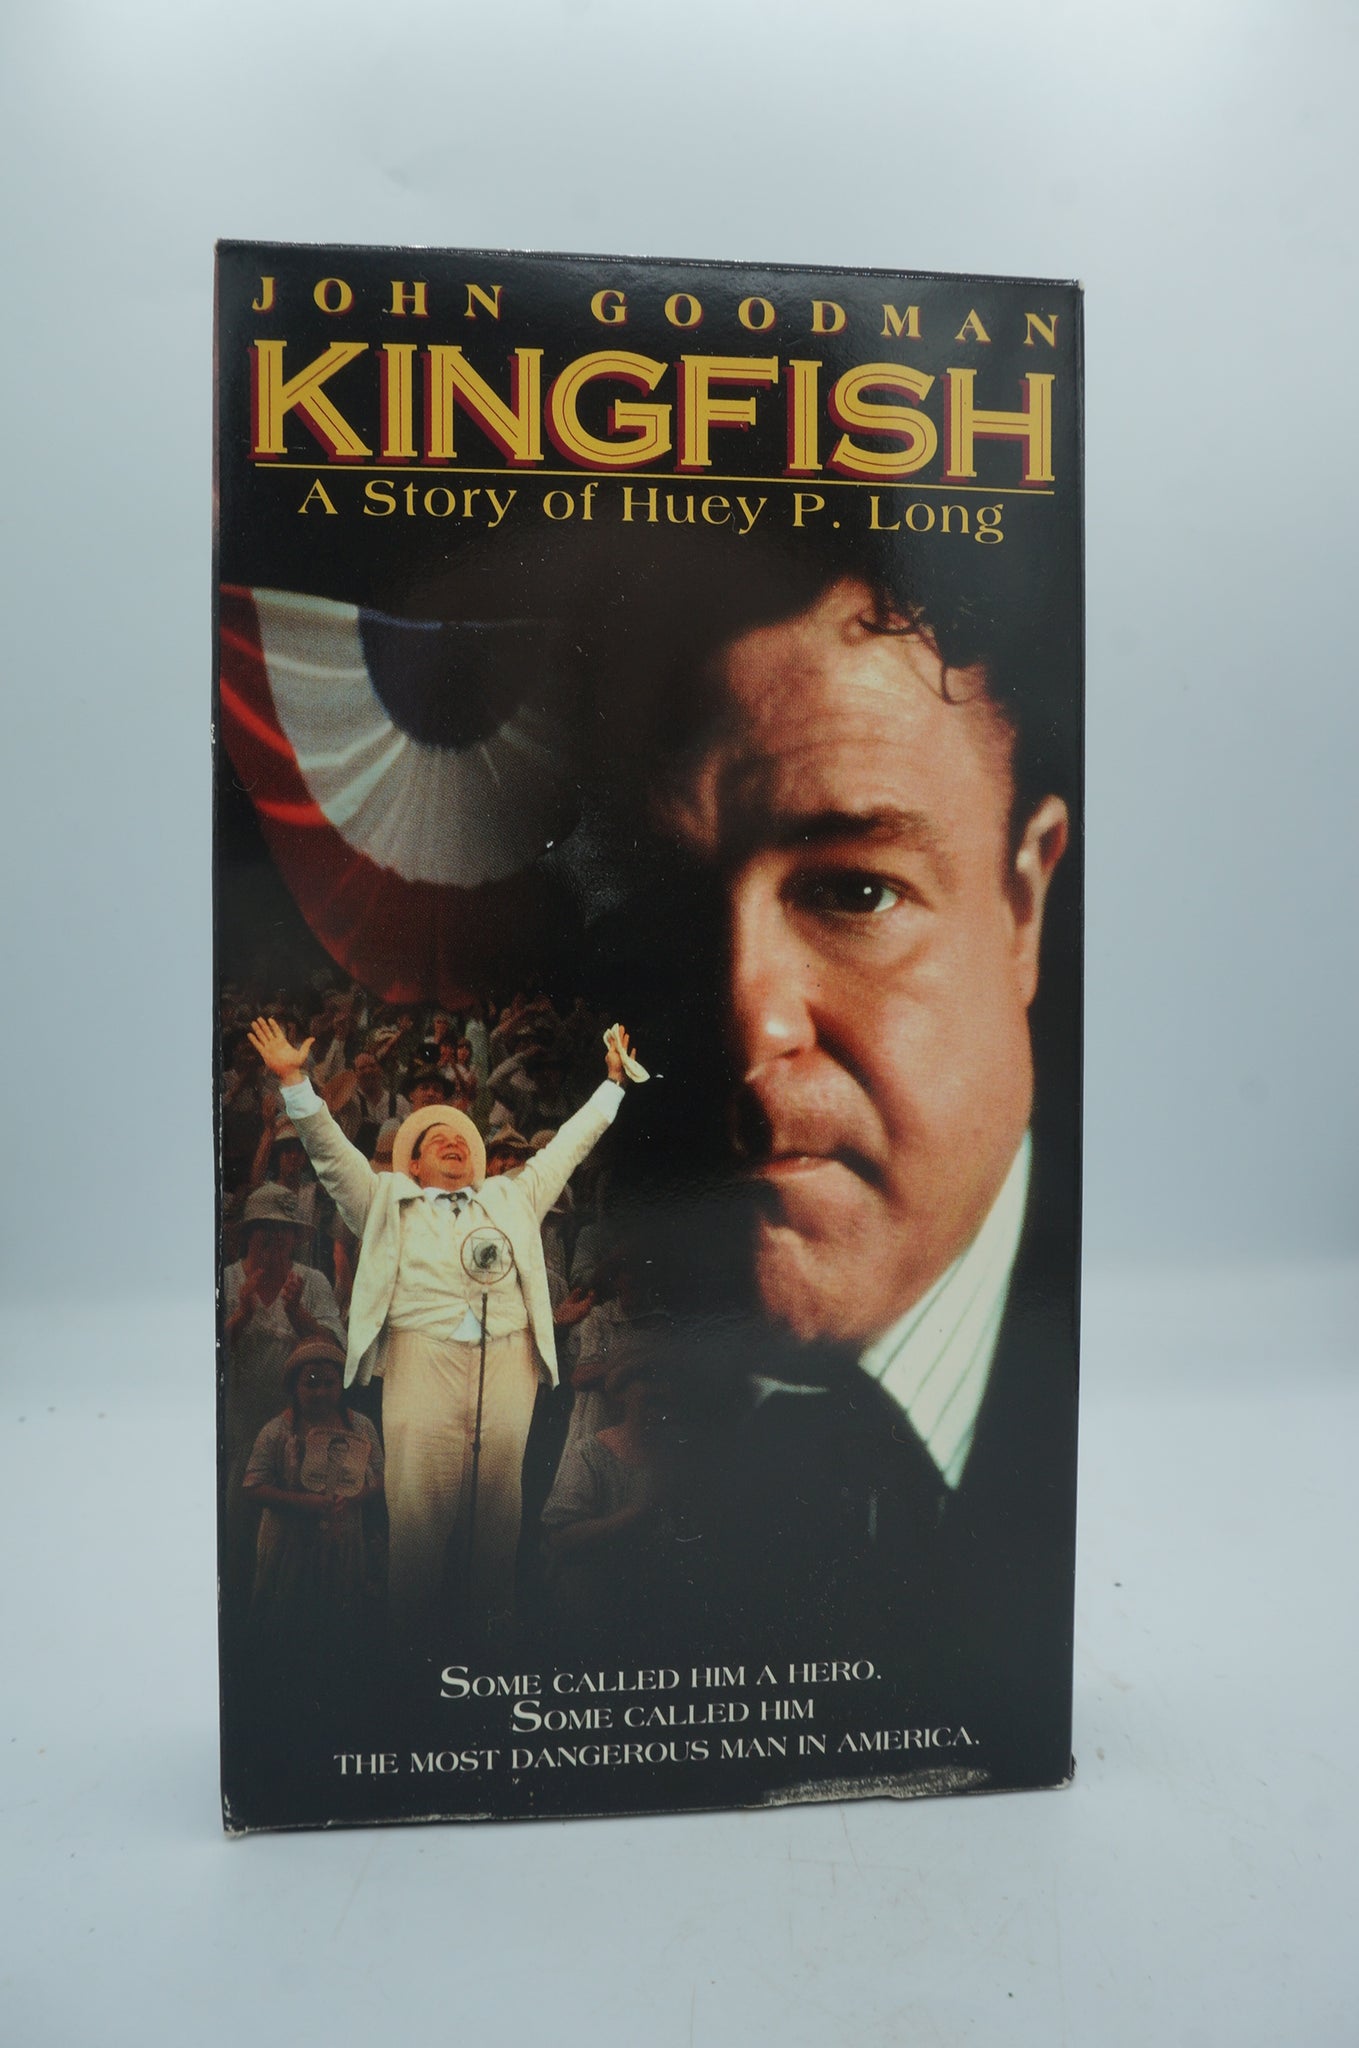 JOHN GOODMAN
KINGFISH
A Story of Huey P. Long
SOME CALLED HIM A HERO.
SOME CALLED HIM
THE MOST DANGEROUS MAN IN AMERICA.